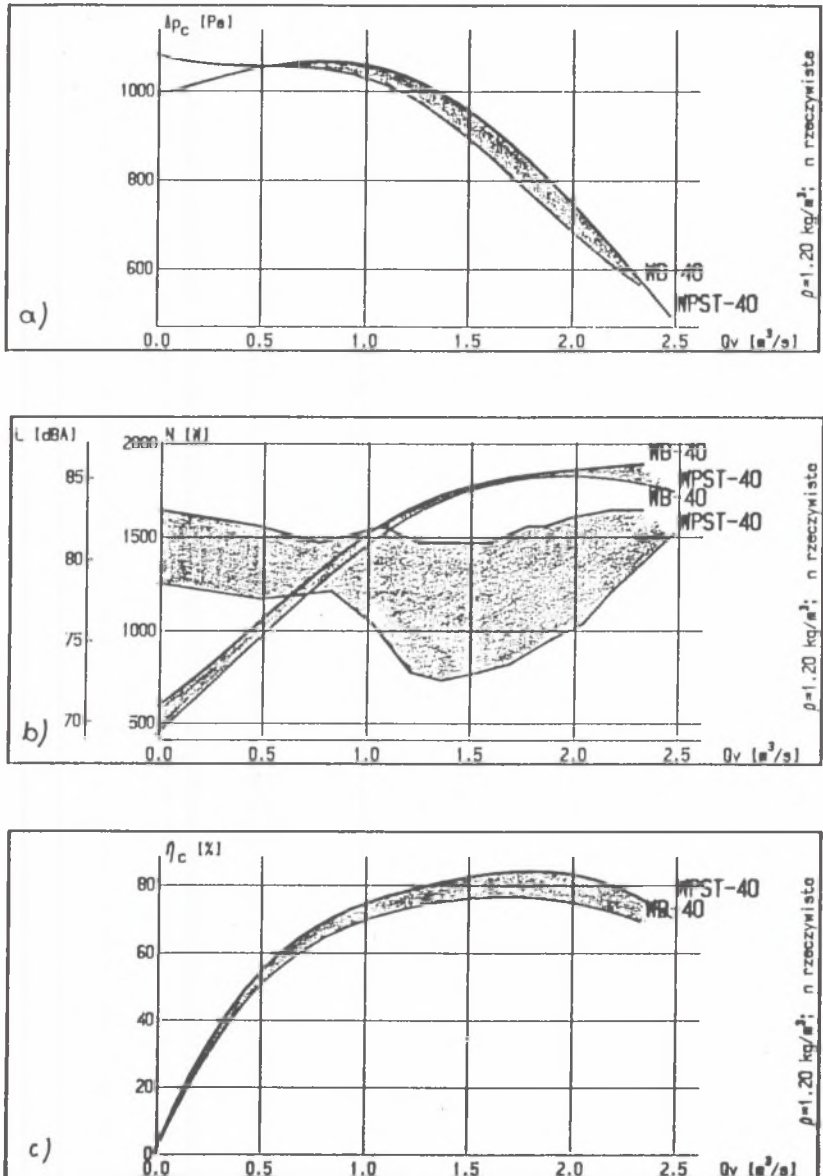 Δpc [Pa]
1000
800
600
WB-40
WPST-40
a)
0.0 0.5 1.0 1.5 2.0 Qv [m³/s] 2.5
ρ=1.20 kg/m³; n rzeczywiste
L [dBA] N [W]
2000
85
WB-40
WPST-40
WB-40
1500
WPST-40
80
1000
75
70
500
b)
0.0 0.5 1.0 1.5 2.0 Qv [m³/s] 2.5
ρ=1.20 kg/m³; n rzeczywiste
ηc [%]
80
WPST-40
WB-40
60
40
20
0
c)
0.0 0.5 1.0 1.5 2.0 Qv [m³/s] 2.5
ρ=1.20 kg/m³; n rzeczywiste